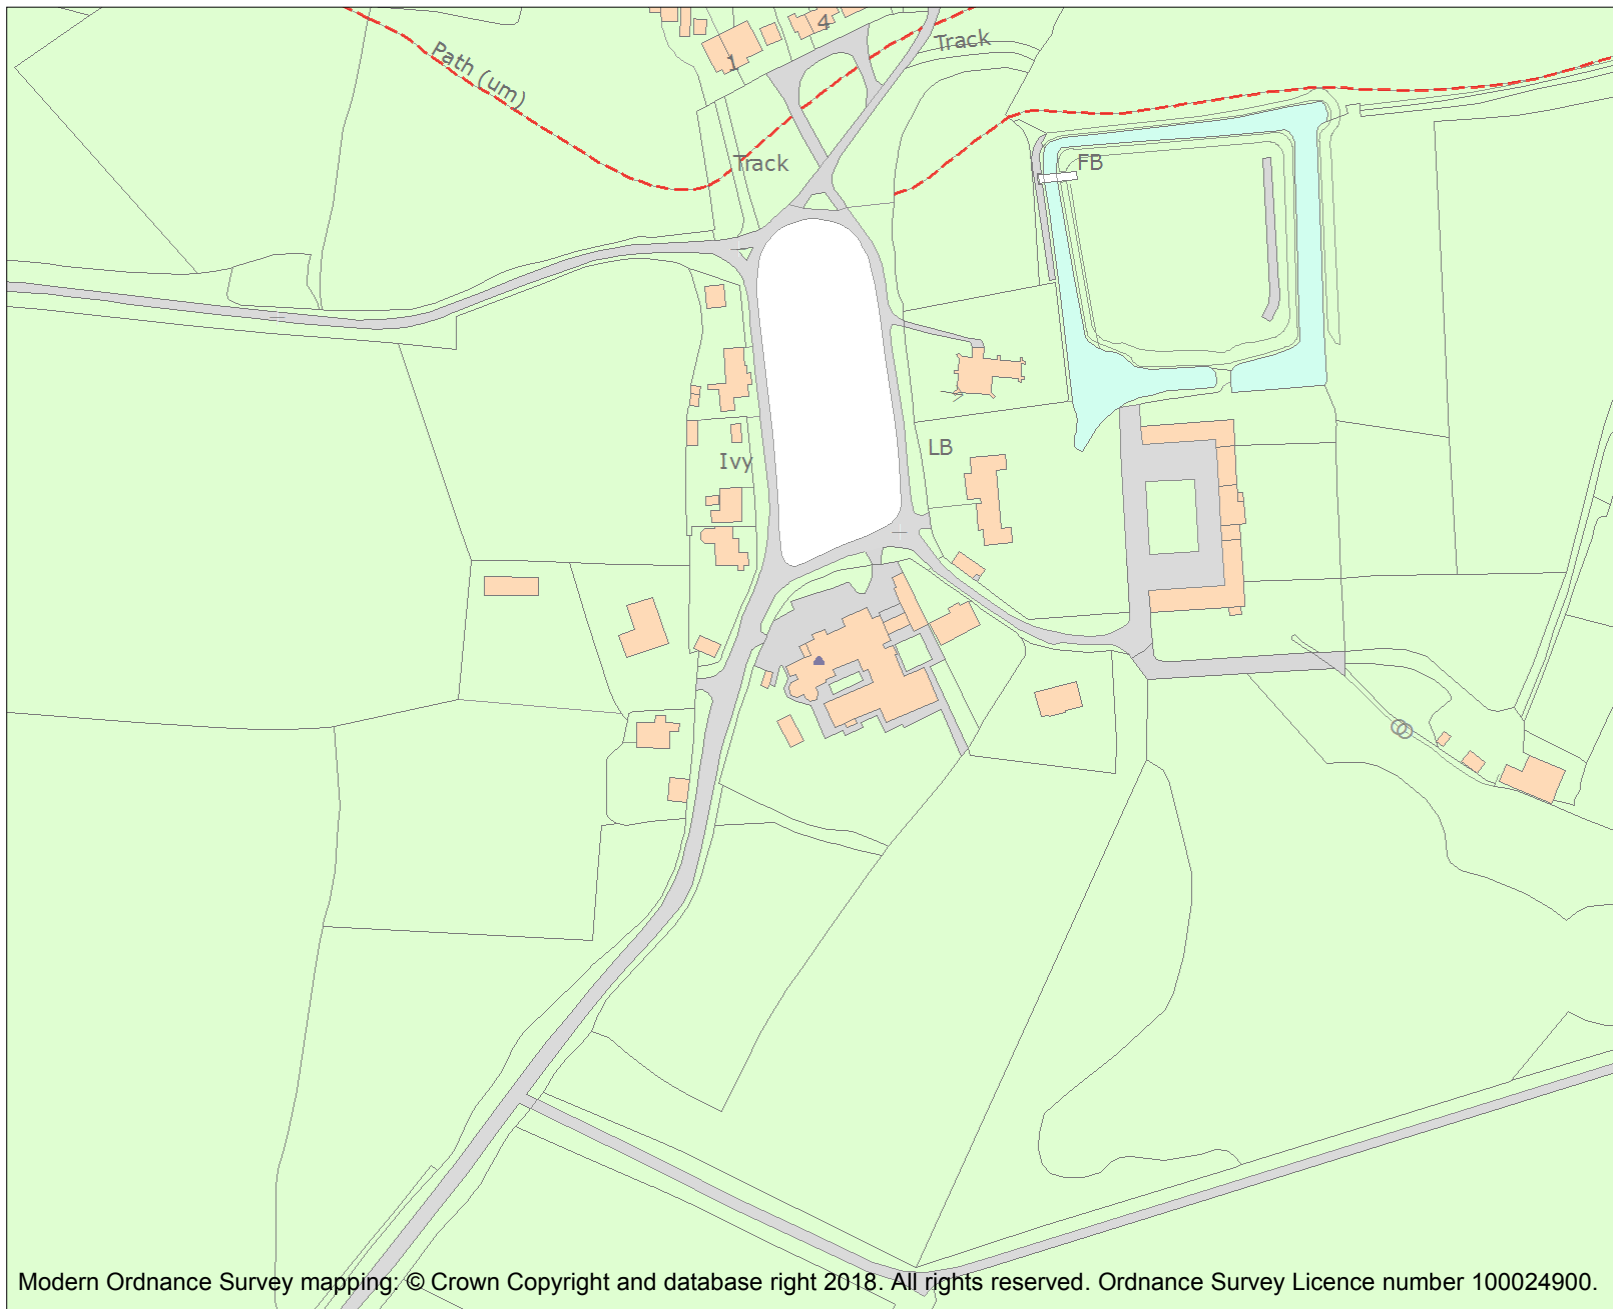 4
Track
1
Path (um)
Track
FB
LB
Ivy
Modern Ordnance Survey mapping: © Crown Copyright and database right 2018. All rights reserved. Ordnance Survey Licence number 100024900.